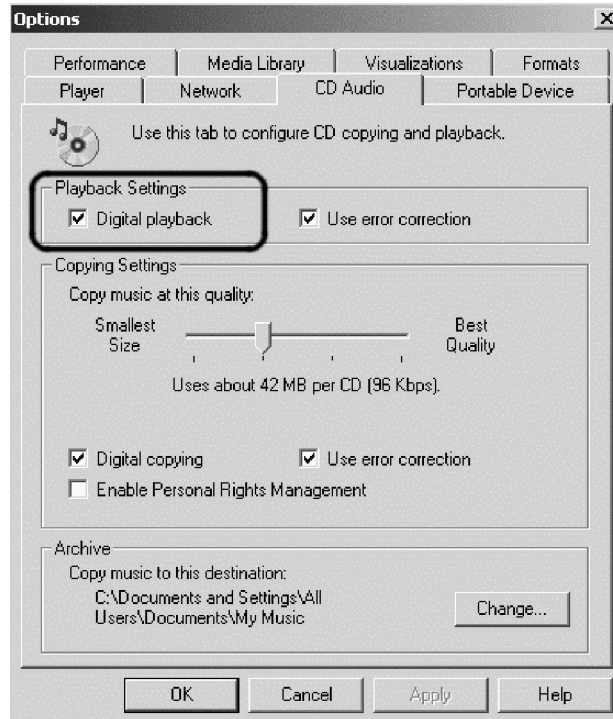 Options
Performance
Media Library
Visualizations
Formats
Player
Network
CD Audio
Portable Device
Use this tab to configure CD copying and playback.
Playback Settings
Digital playback
Use error correction
Copying Settings
Copy music at this quality:
Smallest
Size
Best
Quality
Uses about 42 MB per CD (96 Kbps).
Digital copying
Use error correction
Enable Personal Rights Management
Archive
Copy music to this destination:
C:\Documents and Settings\All
Users\Documents\My Music
Change...
OK
Cancel
Apply
Help